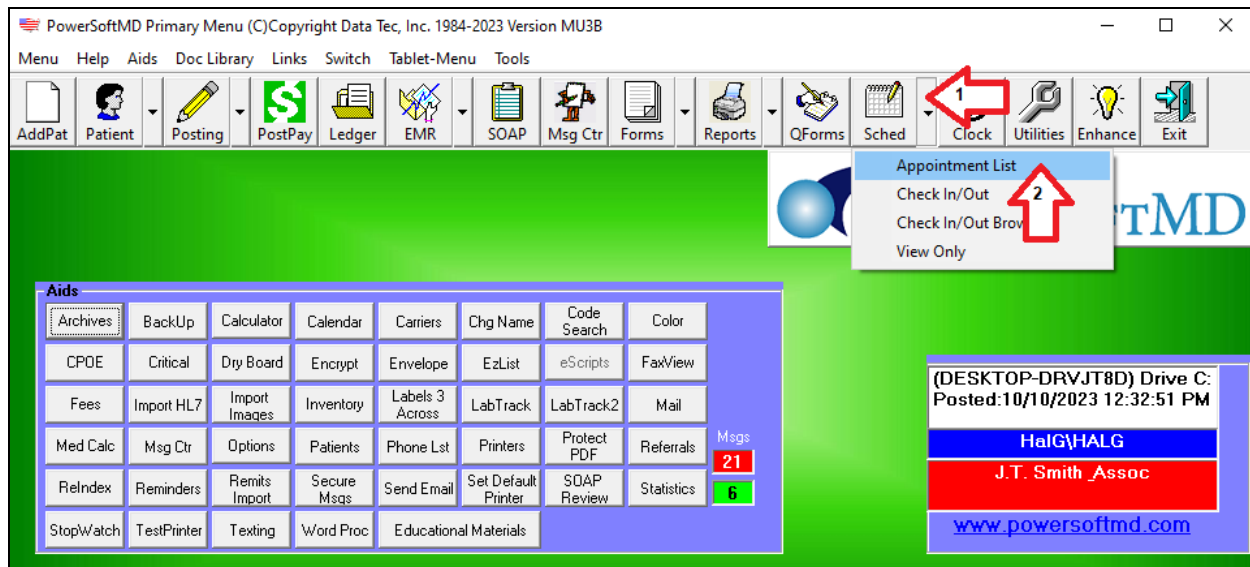 PowerSoftMD Primary Menu (C)Copyright Data Tec, Inc. 1984-2023 Version MU3B
Menu Help Aids Doc Library Links Switch Tablet-Menu Tools
AddPat Patient Posting PostPay Ledger EMR SOAP Msg Ctr Forms Reports QForms Sched Clock Utilities Enhance Exit
1
Appointment List
Check In/Out
2
Check In/Out Brow
View Only
TMD
Aids
Archives BackUp Calculator Calendar Carriers Chg Name Code Search Color
CPOE Critical Dry Board Encrypt Envelope EzList eScripts FaxView
Fees Import HL7 Import Images Inventory Labels 3 Across LabTrack LabTrack2 Mail
Med Calc Msg Ctr Options Patients Phone Lst Printers Protect PDF Referrals
ReIndex Reminders Remits Import Secure Msgs Send Email Set Default Printer SOAP Review Statistics
StopWatch TestPrinter Texting Word Proc Educational Materials
Msgs
21
6
(DESKTOP-DRVJT8D) Drive C:
Posted:10/10/2023 12:32:51 PM
HalG\HALG
J.T. Smith _Assoc
www.powersoftmd.com